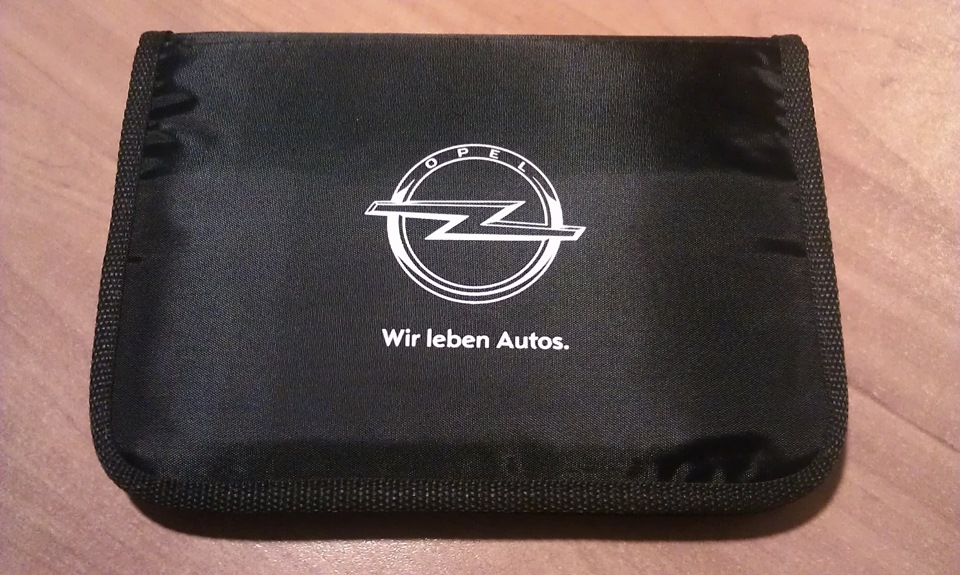 OPEL
Wir leben Autos.